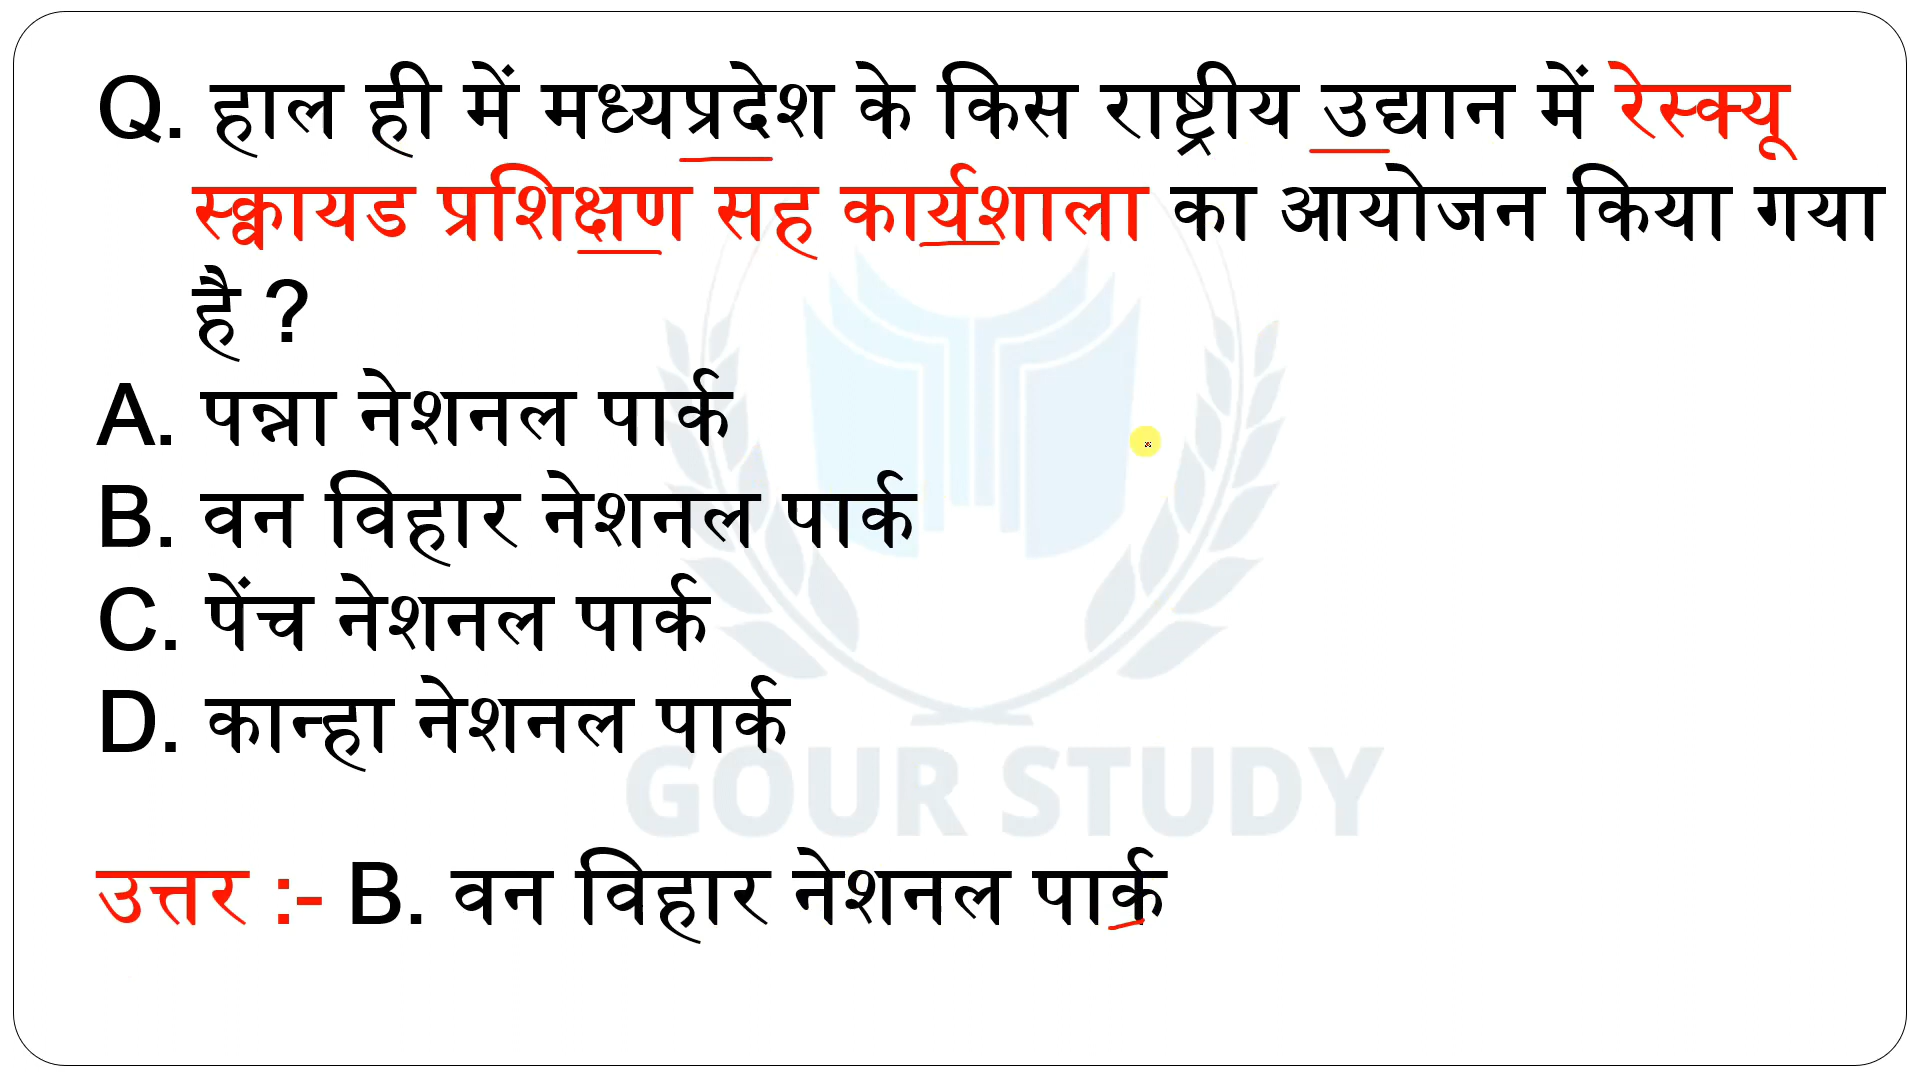 Q. हाल ही में मध्यप्रदेश के किस राष्ट्रीय उद्यान में रेस्क्यू
स्क्वायड प्रशिक्षण सह कार्यशाला का आयोजन किया गया
है ?
A. पन्ना नेशनल पार्क
B. वन विहार नेशनल पार्क
C. पेंच नेशनल पार्क
D. कान्हा नेशनल पार्क
GOUR STUDY
उत्तर :- B. वन विहार नेशनल पार्क